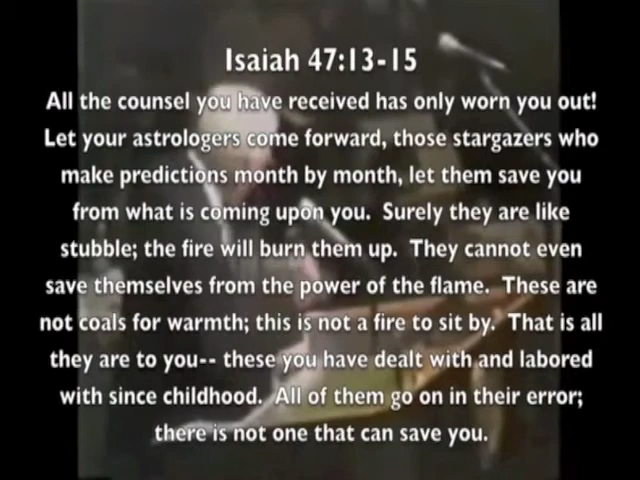 Isaiah 47:13-15
All the counsel you have received has only worn you out!
Let your astrologers come forward, those stargazers who
make predictions month by month, let them save you
from what is coming upon you. Surely they are like
stubble; the fire will burn them up. They cannot even
save themselves from the power of the flame. These are
not coals for warmth; this is not a fire to sit by. That is all
they are to you-- these you have dealt with and labored
with since childhood. All of them go on in their error;
there is not one that can save you.